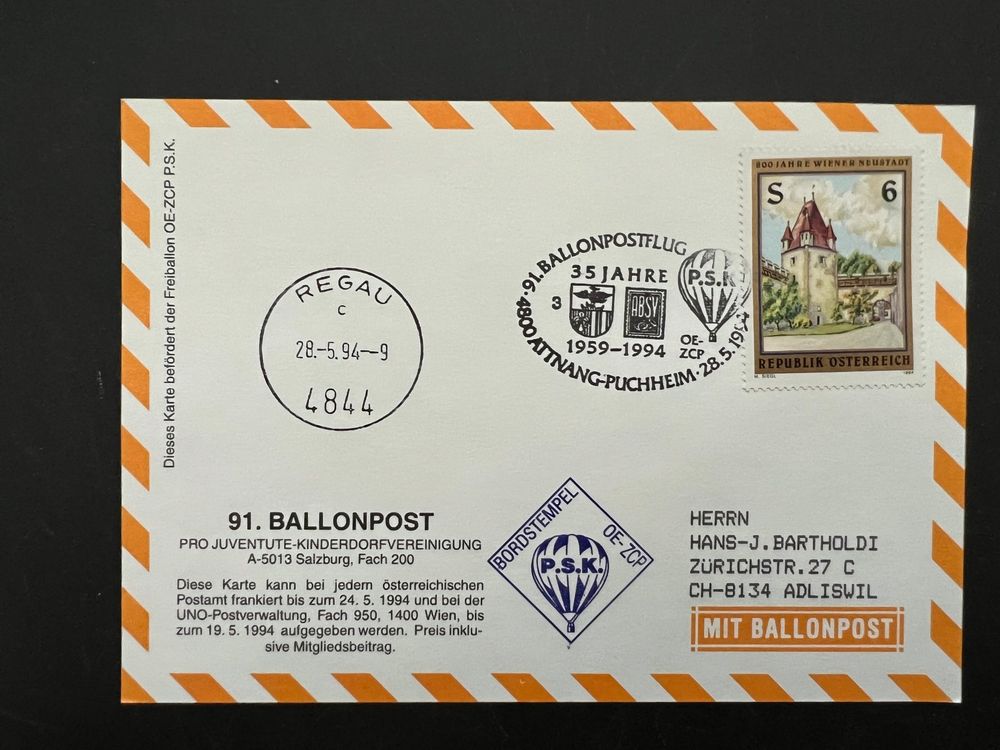 Dieses Karte befördert der Freiballon OE-ZCP P.S.K.
800 JAHRE WIENER NEUSTADT
S 6
REPUBLIK ÖSTERREICH
H. SIEGL
1994
91.BALLONPOSTFLUG
35 JAHRE
3
ABSV
P.S.K
1959–1994
OE-
ZCP
4800 ATTNANG-PUCHHEIM · 28.5.1994
REGAU
c
28.-5.94--9
4844
91. BALLONPOST
PRO JUVENTUTE-KINDERDORFVEREINIGUNG
A-5013 Salzburg, Fach 200
Diese Karte kann bei jedem österreichischen
Postamt frankiert bis zum 24. 5. 1994 und bei der
UNO-Postverwaltung, Fach 950, 1400 Wien, bis
zum 19. 5. 1994 aufgegeben werden. Preis inklu-
sive Mitgliedsbeitrag.
BORDSTEMPEL
OE-ZCP
P.S.K.
HERRN
HANS-J.BARTHOLDI
ZÜRICHSTR.27 C
CH-8134 ADLISWIL
MIT BALLONPOST